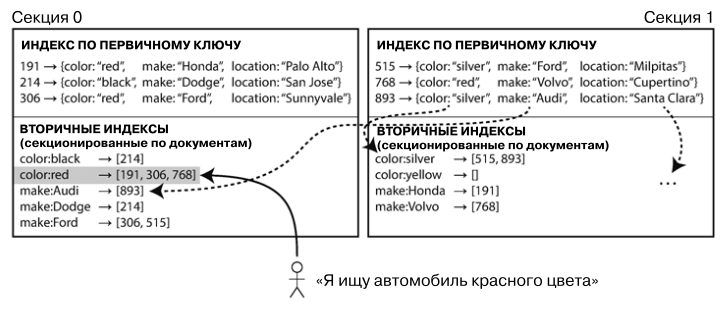 Секция 0
ИНДЕКС ПО ПЕРВИЧНОМУ КЛЮЧУ
191 → {color: “red”, make: “Honda”, location: “Palo Alto”}
214 → {color: “black”, make: “Dodge”, location: “San Jose”}
306 → {color: “red”, make: “Ford”, location: “Sunnyvale”}
ВТОРИЧНЫЕ ИНДЕКСЫ
(секционированные по документам)
color:black → [214]
color:red → [191, 306, 768]
make:Audi → [893]
make:Dodge → [214]
make:Ford → [306, 515]
Секция 1
ИНДЕКС ПО ПЕРВИЧНОМУ КЛЮЧУ
515 → {color: “silver”, make: “Ford”, location: “Milpitas”}
768 → {color: “red”, make: “Volvo”, location: “Cupertino”}
893 → {color: “silver”, make: “Audi”, location: “Santa Clara”}
ВТОРИЧНЫЕ ИНДЕКСЫ
(секционированные по документам)
color:silver → [515, 893]
color:yellow → []
make:Honda → [191]
make:Volvo → [768]
...
«Я ищу автомобиль красного цвета»